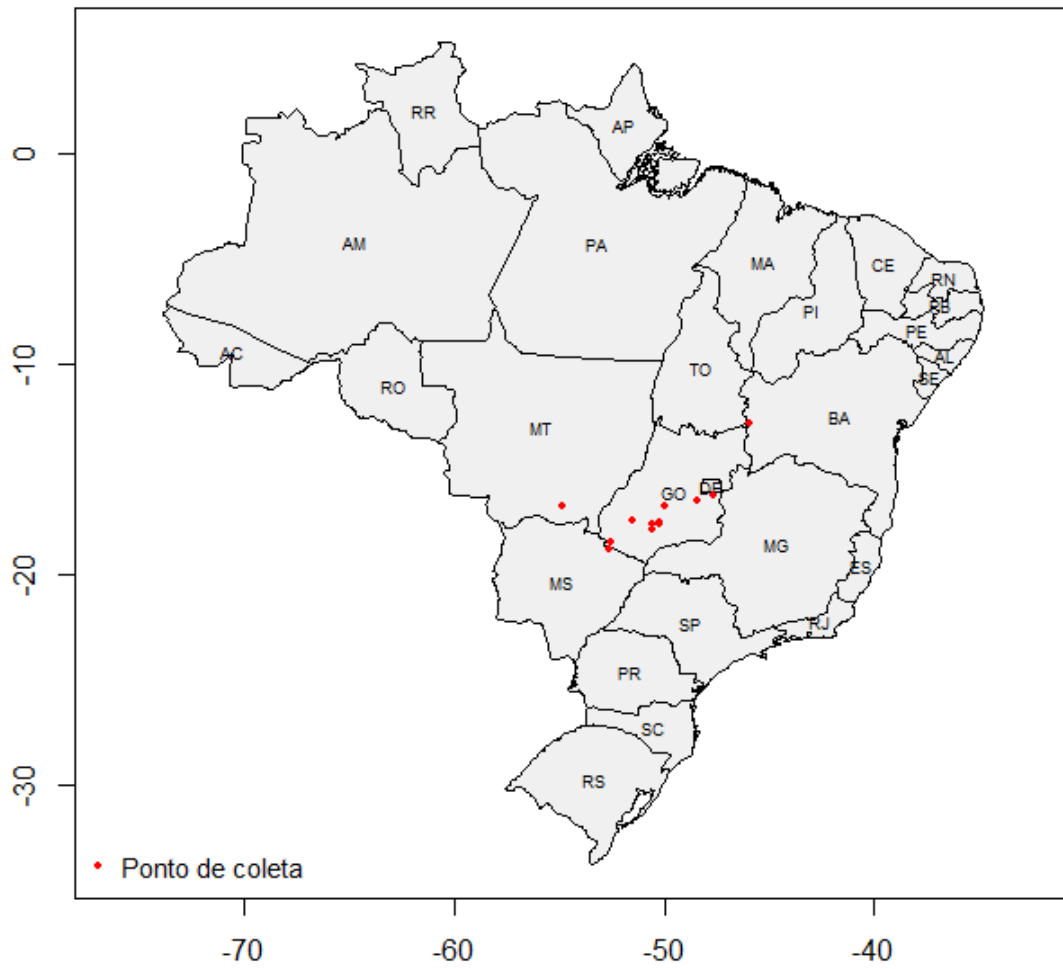 RR
AP
0
AM
PA
MA
CE
RN
PB
PI
PE
AC
TO
AL
-10
RO
SE
BA
MT
GO
DF
MG
MS
ES
-20
SP
RJ
PR
SC
RS
-30
Ponto de coleta
-70 -60 -50 -40